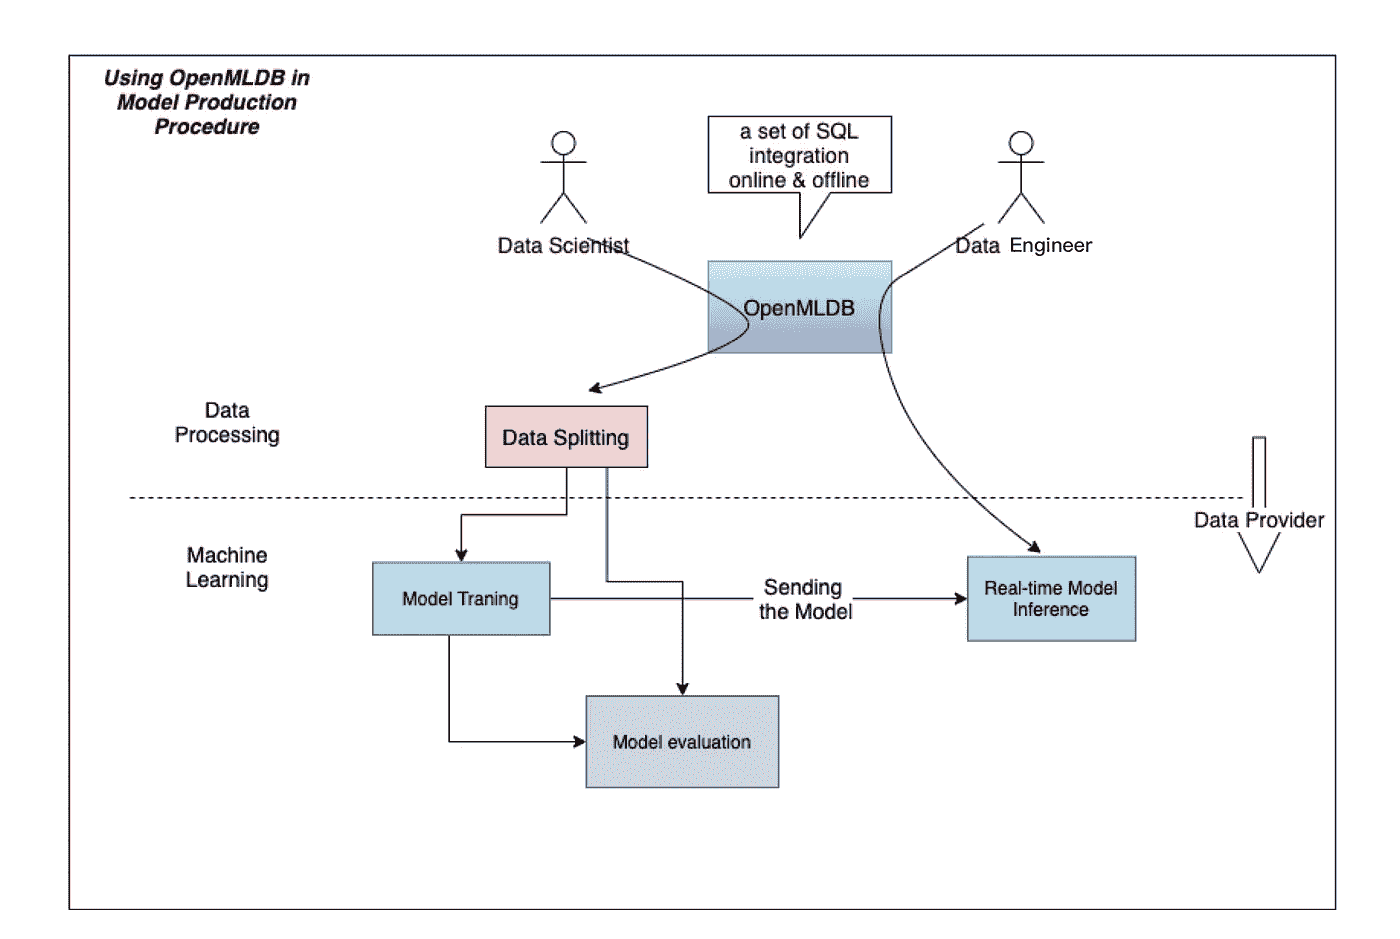 Using OpenMLDB in
Model Production
Procedure
a set of SQL
integration
online & offline
Data Scientist
Data Engineer
OpenMLDB
Data
Processing
Data Splitting
Data Provider
Machine
Learning
Model Traning
Sending
the Model
Real-time Model
Inference
Model evaluation